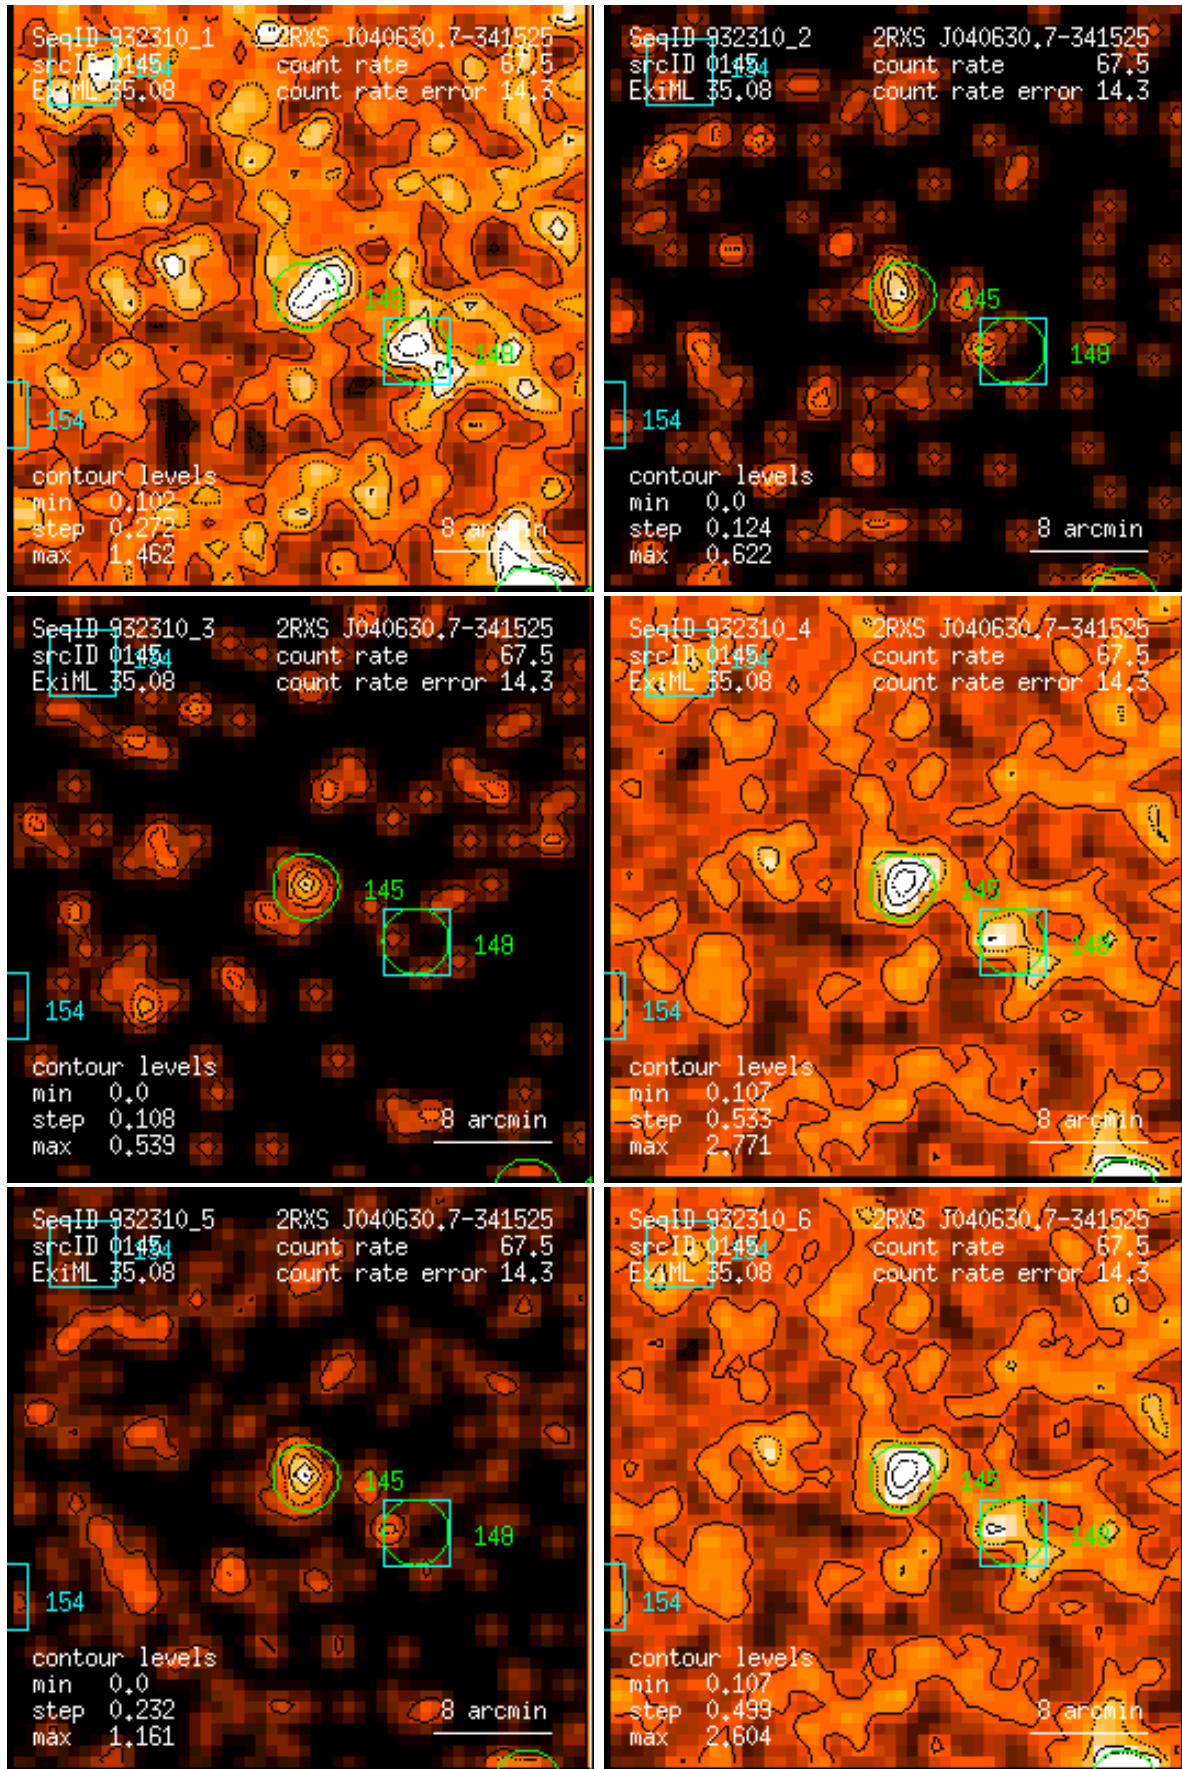 SeqID 932310_1 2RXS J040630.7-341525
srcID 0145 count rate 67.5
ExiML 35.08 count rate error 14.3
145
148
154
contour levels
min 0.102
step 0.272 8 arcmin
max 1.462
SeqID 932310_2 2RXS J040630.7-341525
srcID 0145 count rate 67.5
ExiML 35.08 count rate error 14.3
145
148
154
contour levels
min 0.0
step 0.124 8 arcmin
max 0.622
SeqID 932310_3 2RXS J040630.7-341525
srcID 0145 count rate 67.5
ExiML 35.08 count rate error 14.3
145
148
154
contour levels
min 0.0
step 0.108 8 arcmin
max 0.539
SeqID 932310_4 2RXS J040630.7-341525
srcID 0145 count rate 67.5
ExiML 35.08 count rate error 14.3
145
148
154
contour levels
min 0.107
step 0.533 8 arcmin
max 2.771
SeqID 932310_5 2RXS J040630.7-341525
srcID 0145 count rate 67.5
ExiML 35.08 count rate error 14.3
145
148
154
contour levels
min 0.0
step 0.232 8 arcmin
max 1.161
SeqID 932310_6 2RXS J040630.7-341525
srcID 0145 count rate 67.5
ExiML 35.08 count rate error 14.3
145
148
154
contour levels
min 0.107
step 0.499 8 arcmin
max 2.604